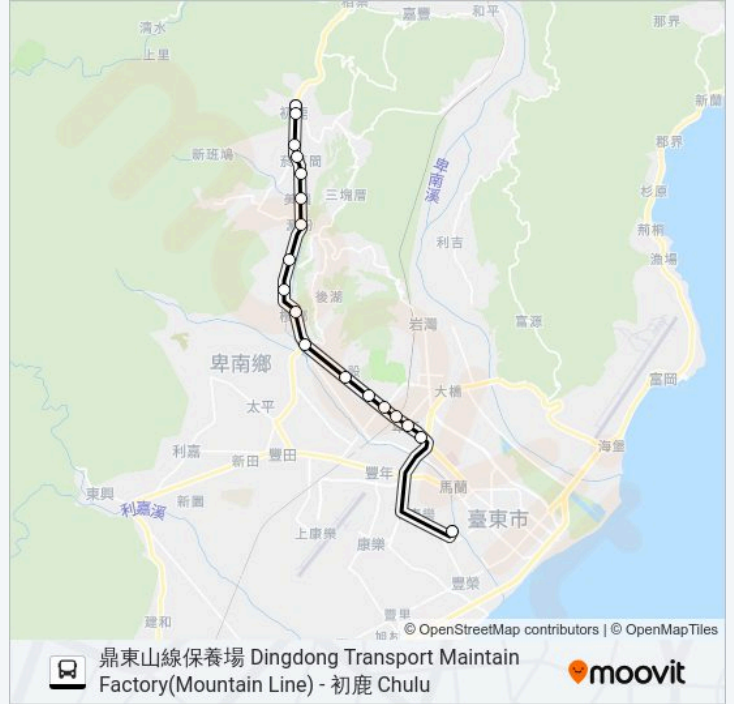 嘉豐
和平
清水
那界
上里
新蘭
郡界
新班鳩
三塊層
卑南溪
杉原
荊桐
利吉
漁場
後湖
岩灣
富源
卑南鄉
富岡
大橋
太平
利嘉
新田
豐田
海堡
豐年
馬蘭
東興
利嘉溪
新園
臺東市
上康樂
康樂
豐榮
建和
豐里
© OpenStreetMap contributors | © OpenMapTiles
鼎東山線保養場 Dingdong Transport Maintain
Factory(Mountain Line) - 初鹿 Chulu
moovit